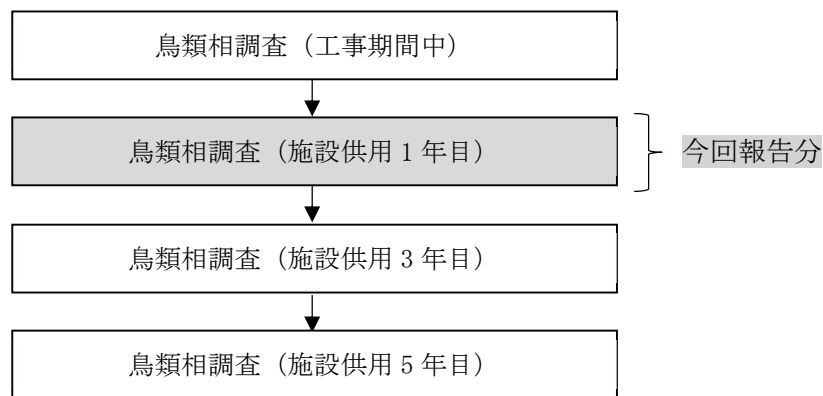 鳥類相調査（工事期間中）
鳥類相調査（施設供用 1 年目）
今回報告分
鳥類相調査（施設供用 3 年目）
鳥類相調査（施設供用 5 年目）